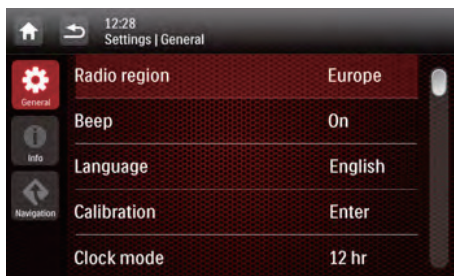 12:28
Settings | General
General
Radio region Europe
Beep On
Info
Language English
Navigation
Calibration Enter
Clock mode 12 hr